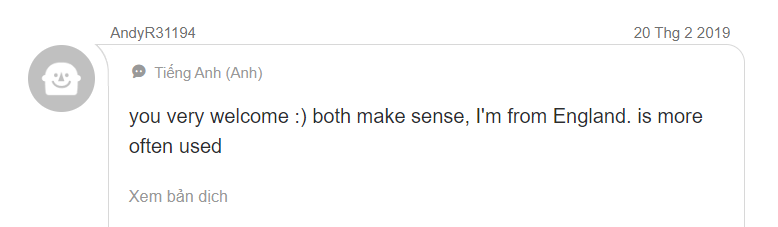 AndyR31194
20 Thg 2 2019
Tiếng Anh (Anh)
you very welcome :) both make sense, I'm from England. is more
often used
Xem bản dịch